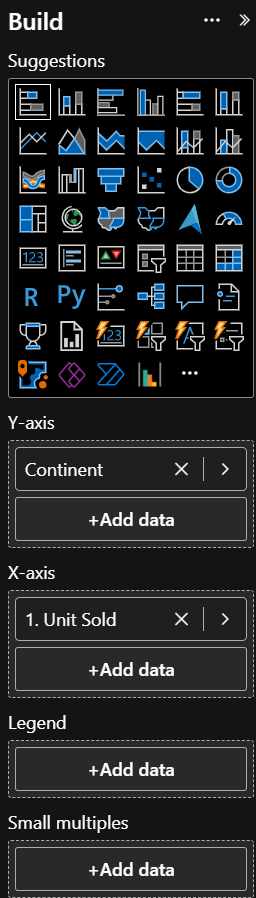 Build
Suggestions
123
R
Py
123
Y-axis
Continent
+Add data
X-axis
1. Unit Sold
+Add data
Legend
+Add data
Small multiples
+Add data